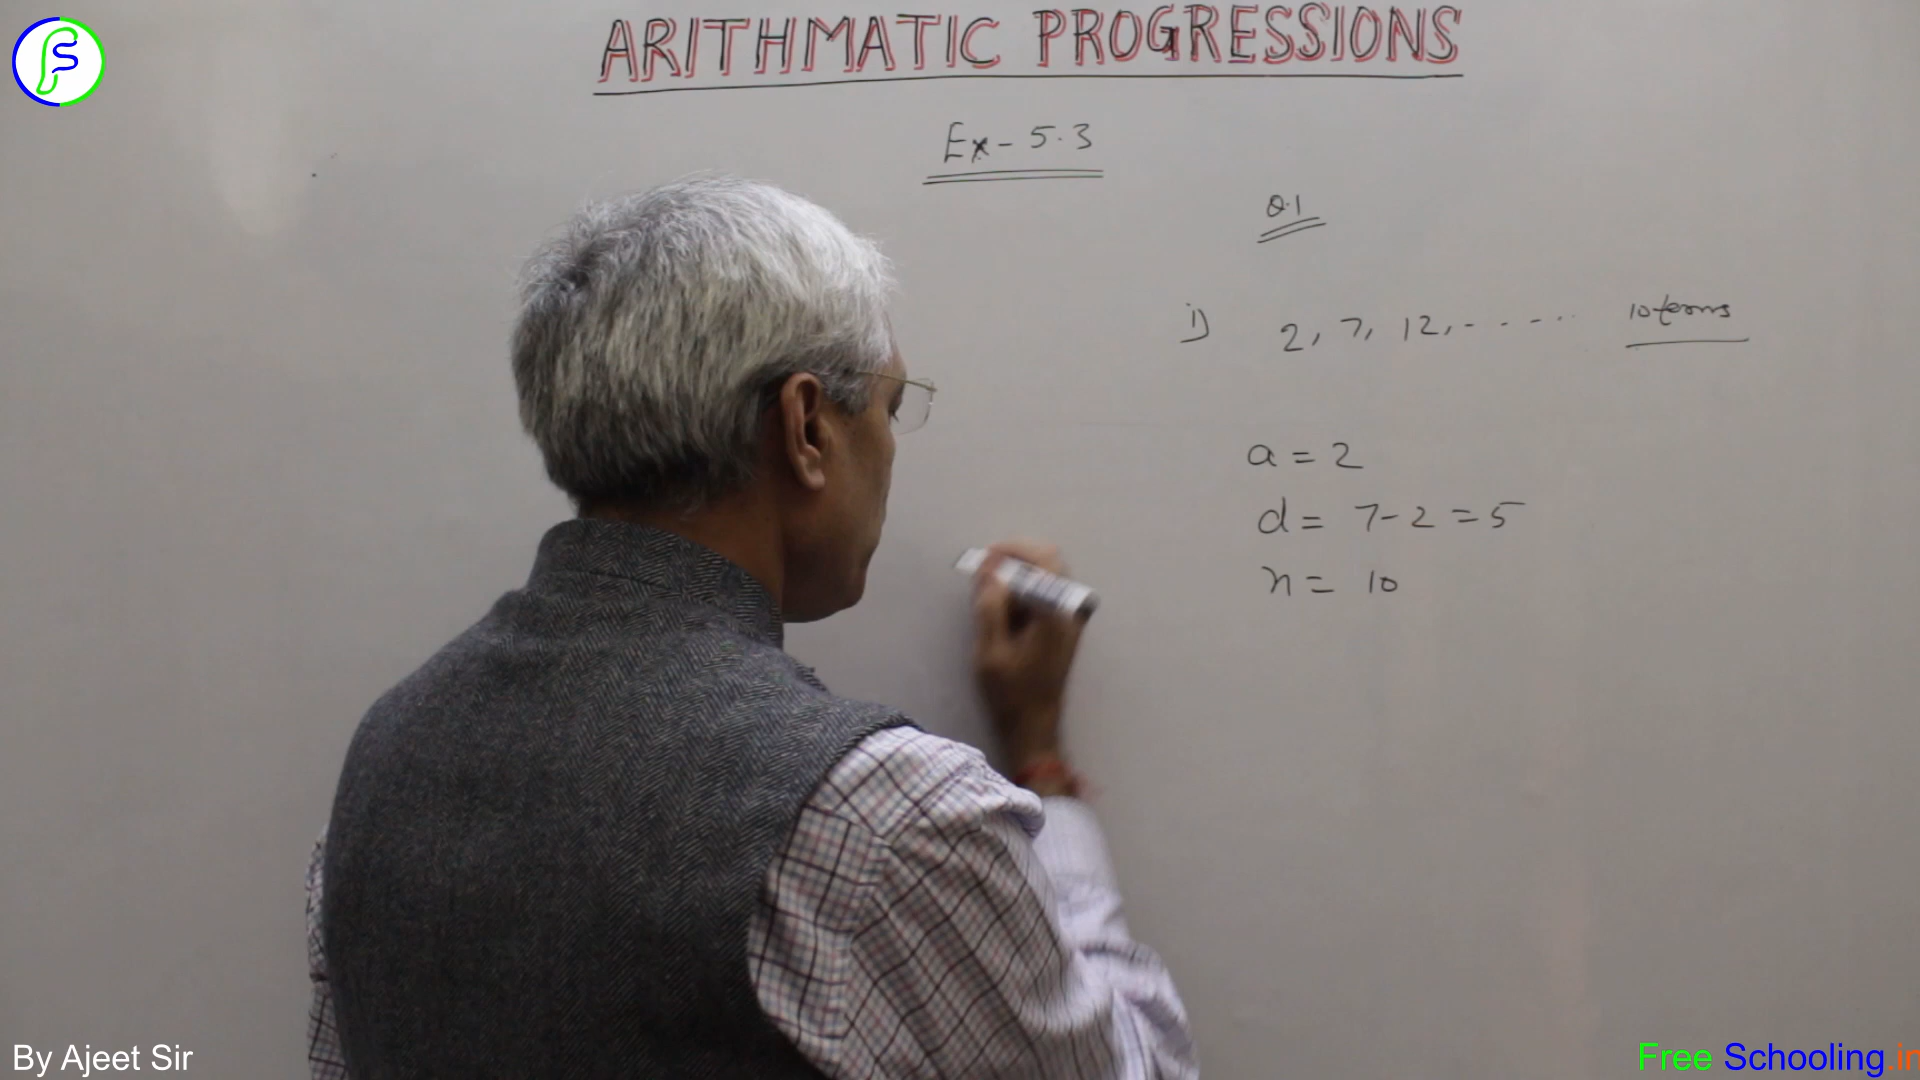 ARITHMATIC PROGRESSIONS
Ex - 5.3
Q.1
i) 2, 7, 12, - - - - . . 10 terms
a = 2
d = 7 - 2 = 5
n = 10
By Ajeet Sir
Free Schooling.in